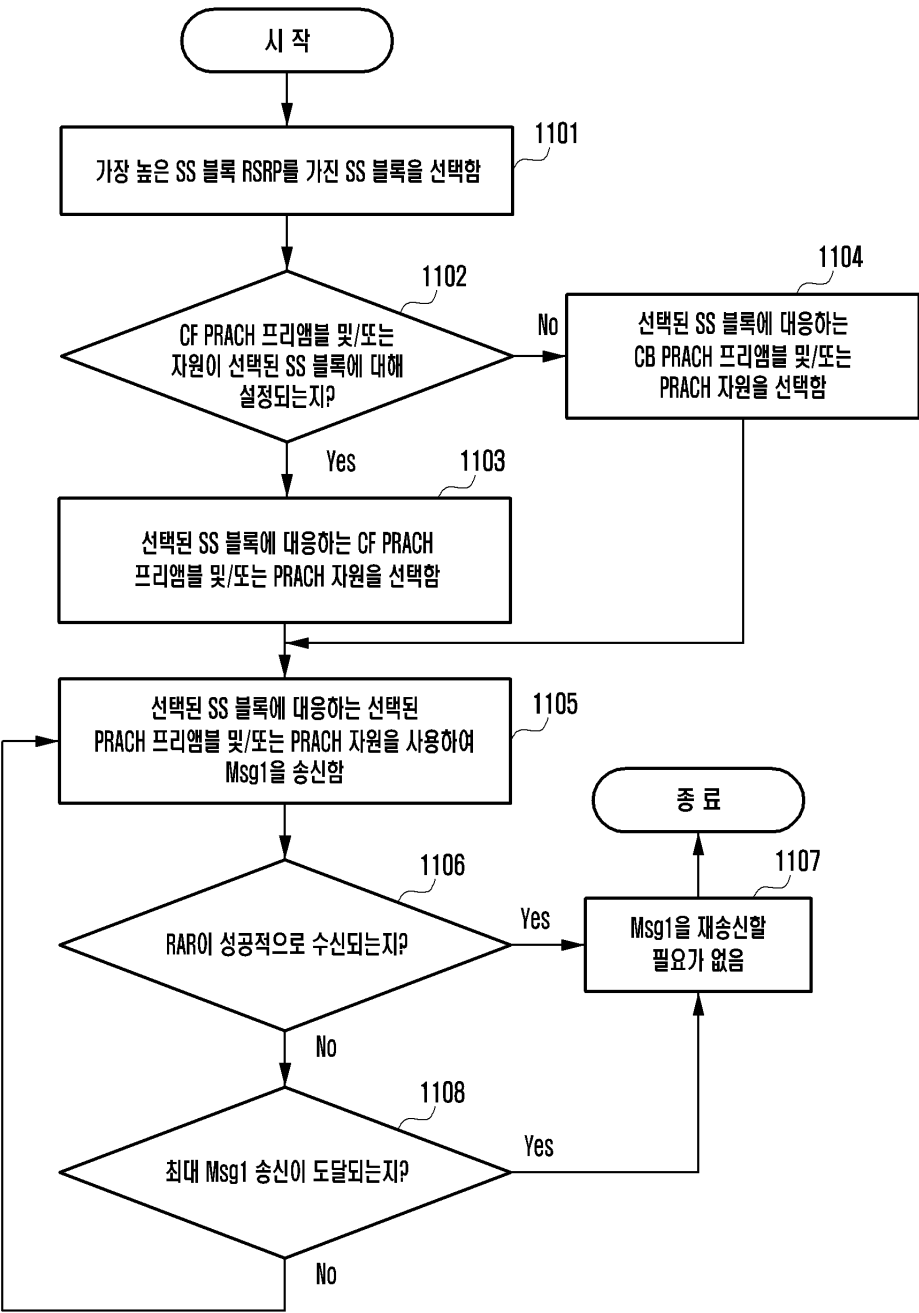 시 작
1101
가장 높은 SS 블록 RSRP를 가진 SS 블록을 선택함
1102
CF PRACH 프리앰블 및/또는
자원이 선택된 SS 블록에 대해
설정되는지?
No
1104
선택된 SS 블록에 대응하는
CB PRACH 프리앰블 및/또는
PRACH 자원을 선택함
Yes
1103
선택된 SS 블록에 대응하는 CF PRACH
프리앰블 및/또는 PRACH 자원을 선택함
1105
선택된 SS 블록에 대응하는 선택된
PRACH 프리앰블 및/또는 PRACH 자원을 사용하여
Msg1을 송신함
종 료
1106
RAR이 성공적으로 수신되는지?
Yes
1107
Msg1을 재송신할
필요가 없음
No
1108
최대 Msg1 송신이 도달되는지?
Yes
No